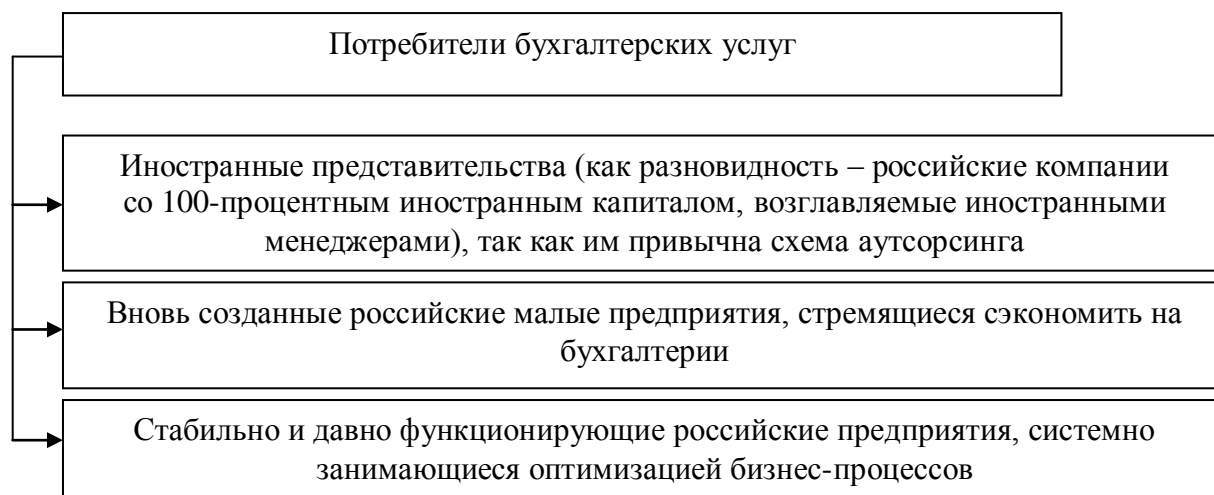 Потребители бухгалтерских услуг
Иностранные представительства (как разновидность – российские компании
со 100-процентным иностранным капиталом, возглавляемые иностранными
менеджерами), так как им привычна схема аутсорсинга
Вновь созданные российские малые предприятия, стремящиеся сэкономить на
бухгалтерии
Стабильно и давно функционирующие российские предприятия, системно
занимающиеся оптимизацией бизнес-процессов